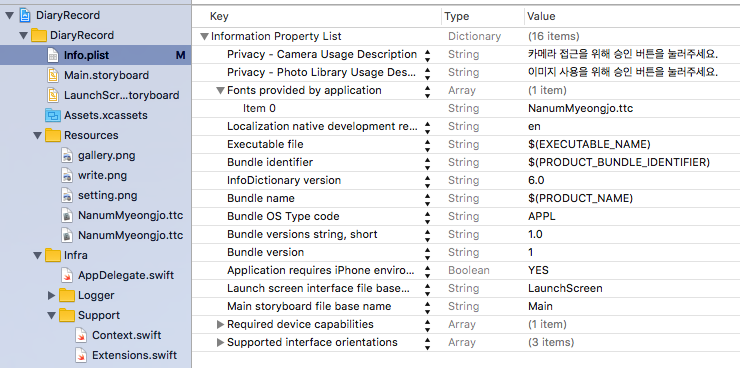 DiaryRecord
DiaryRecord
Info.plist M
Main.storyboard
LaunchScr...toryboard
Assets.xcassets
Resources
gallery.png
write.png
setting.png
NanumMyeongjo.ttc
NanumMyeongjo.ttc
Infra
AppDelegate.swift
Logger
Support
Context.swift
Extensions.swift
Key Type Value
Information Property List Dictionary (16 items)
Privacy - Camera Usage Description String 카메라 접근을 위해 승인 버튼을 눌러주세요.
Privacy - Photo Library Usage Des... String 이미지 사용을 위해 승인 버튼을 눌러주세요.
Fonts provided by application Array (1 item)
Item 0 String NanumMyeongjo.ttc
Localization native development re... String en
Executable file String $(EXECUTABLE_NAME)
Bundle identifier String $(PRODUCT_BUNDLE_IDENTIFIER)
InfoDictionary version String 6.0
Bundle name String $(PRODUCT_NAME)
Bundle OS Type code String APPL
Bundle versions string, short String 1.0
Bundle version String 1
Application requires iPhone enviro... Boolean YES
Launch screen interface file base... String LaunchScreen
Main storyboard file base name String Main
Required device capabilities Array (1 item)
Supported interface orientations Array (3 items)